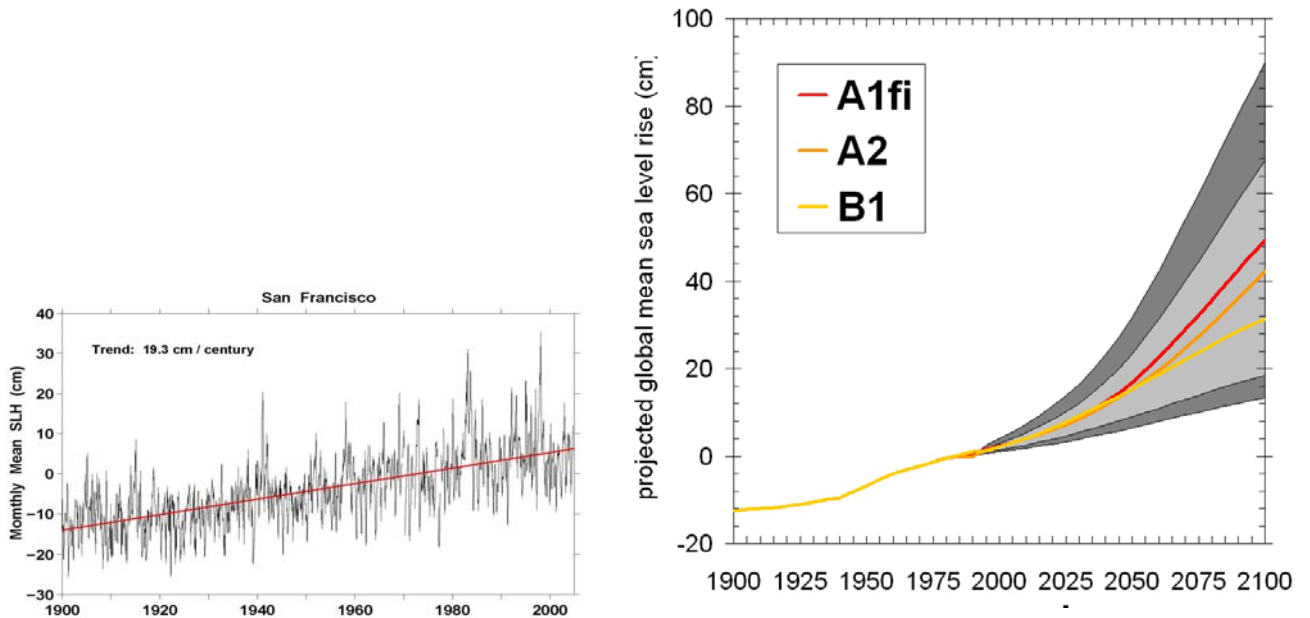 San Francisco
Trend: 19.3 cm / century
Momthly Mean SLH (cm)
40
30
20
10
0
−10
−20
−30
1900
1920
1940
1960
1980
2000
projected global mean sea level rise (cm)
100
80
60
40
20
0
-20
A1fi
A2
B1
1900 1925 1950 1975 2000 2025 2050 2075 2100